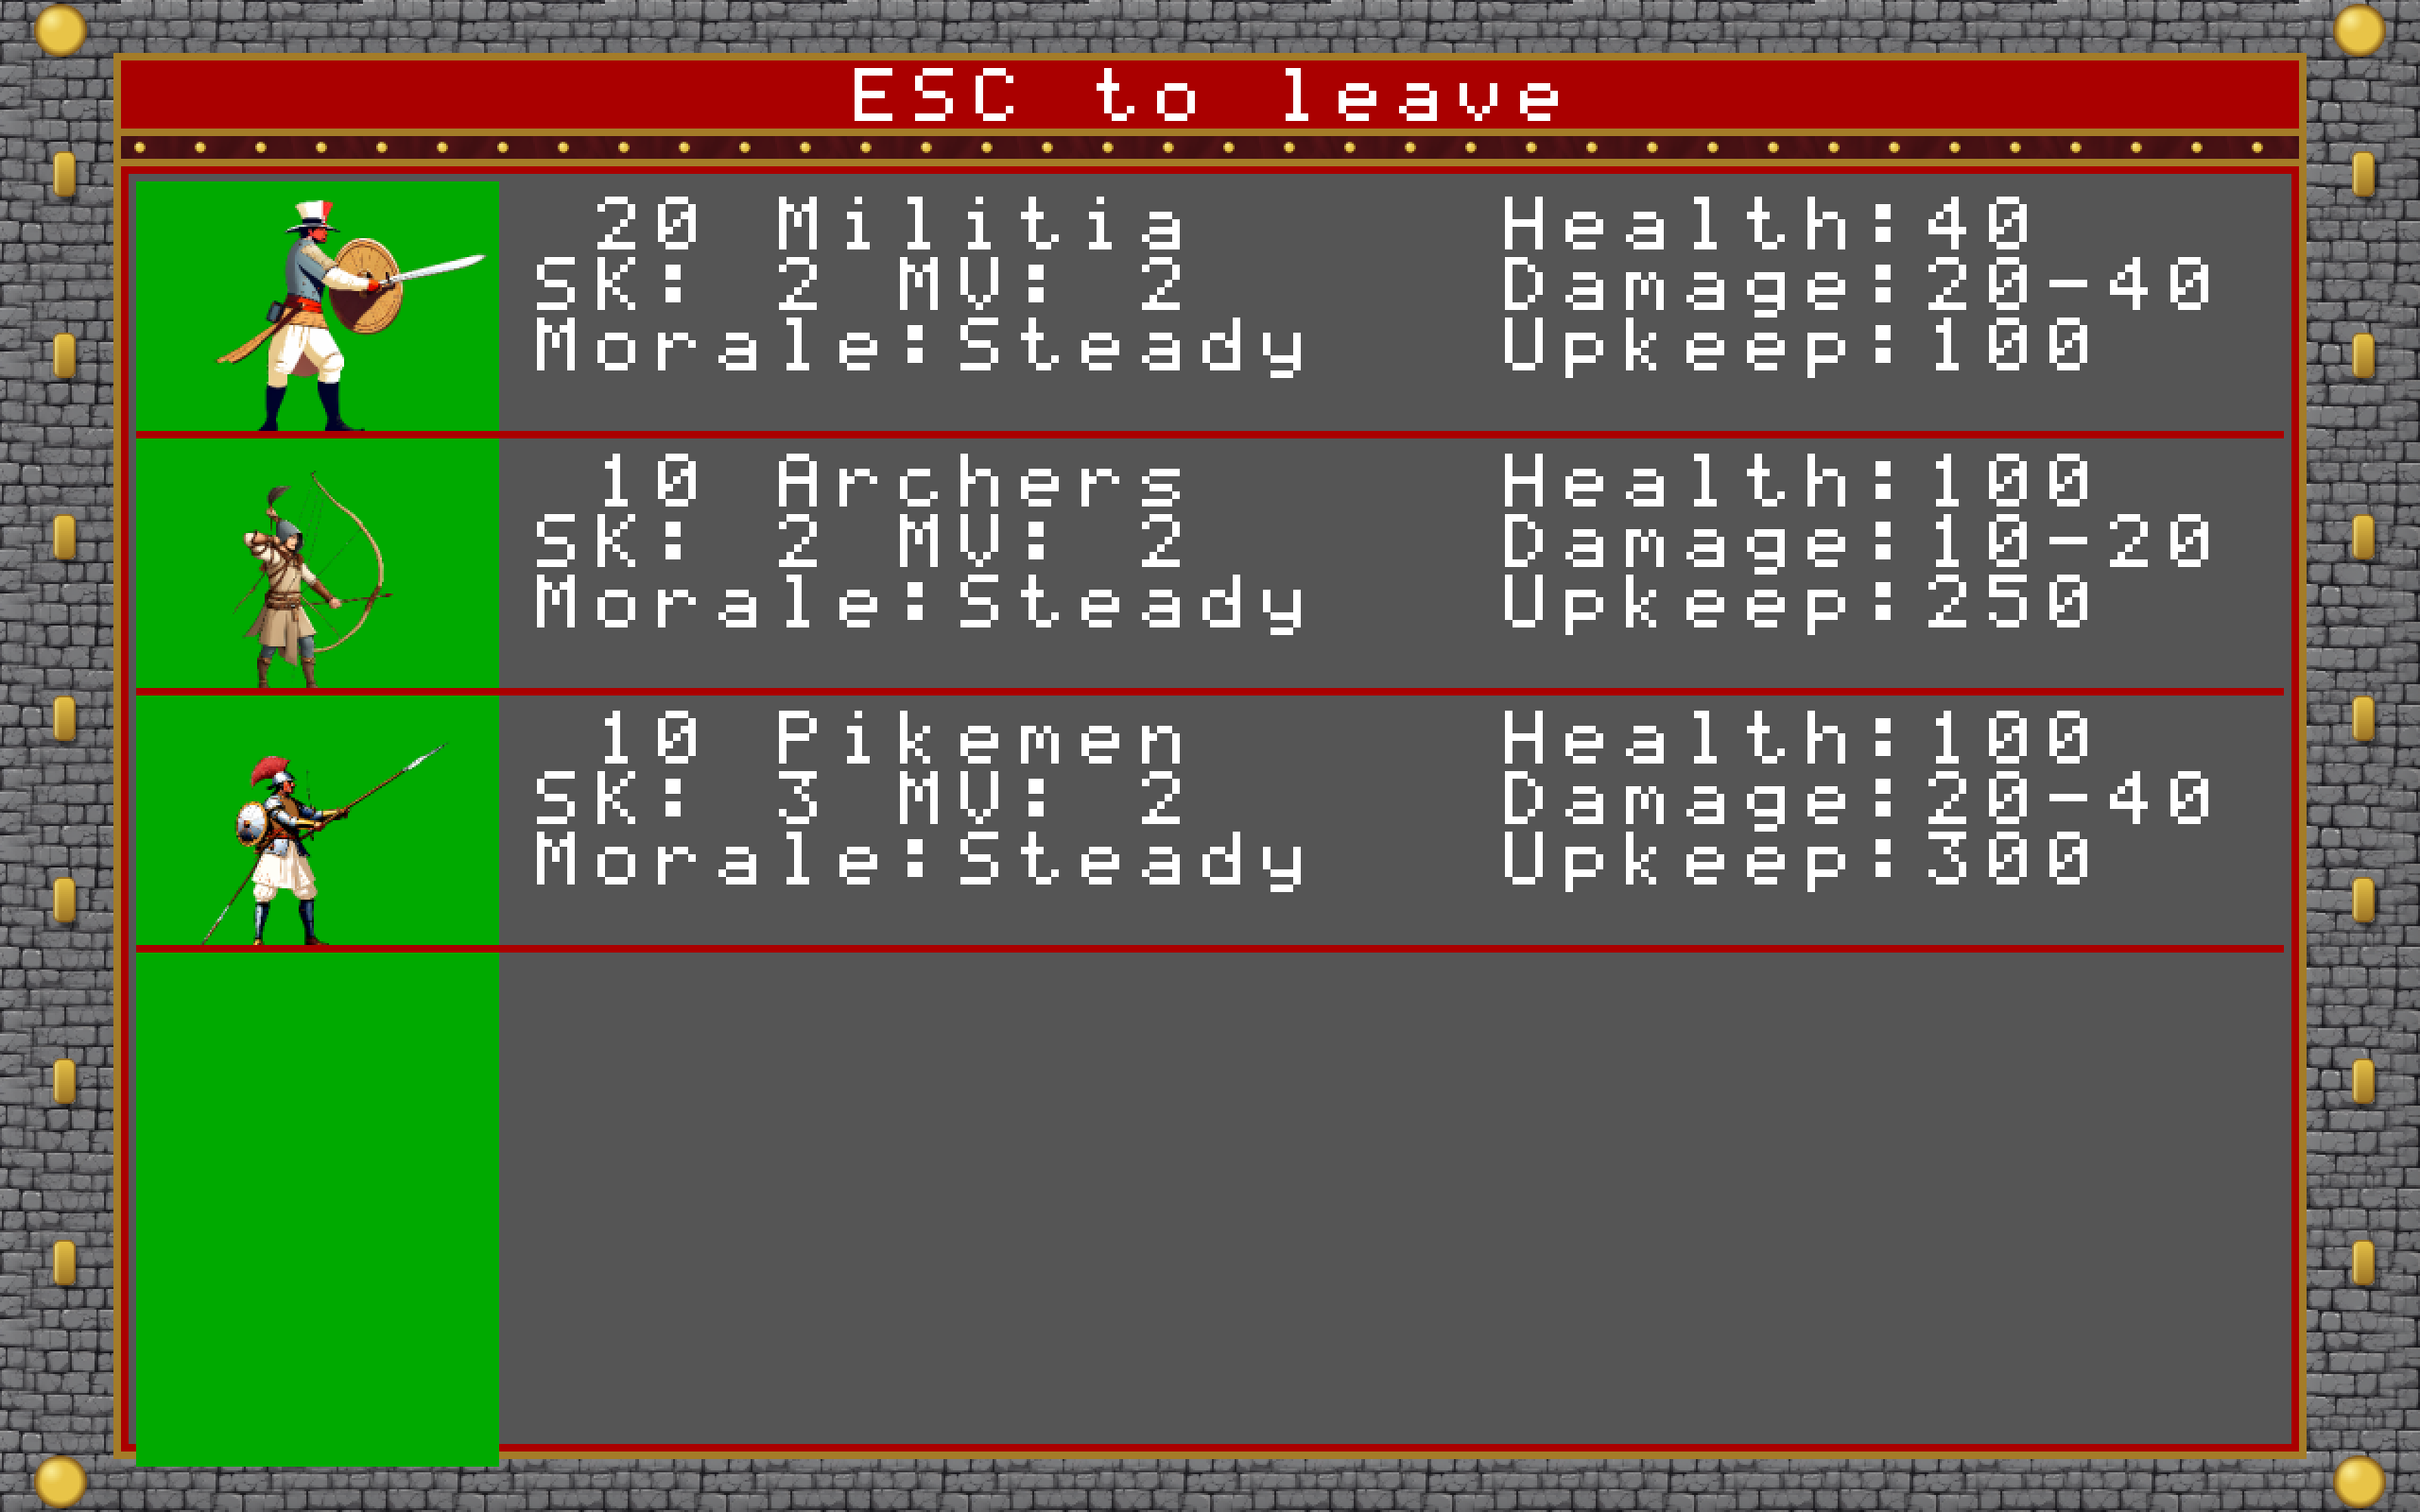 ESC to leave
20 Militia Health:40
SK: 2 MV: 2 Damage:20-40
Morale:Steady Upkeep:100
10 Archers Health:100
SK: 2 MV: 2 Damage:10-20
Morale:Steady Upkeep:250
10 Pikemen Health:100
SK: 3 MV: 2 Damage:20-40
Morale:Steady Upkeep:300